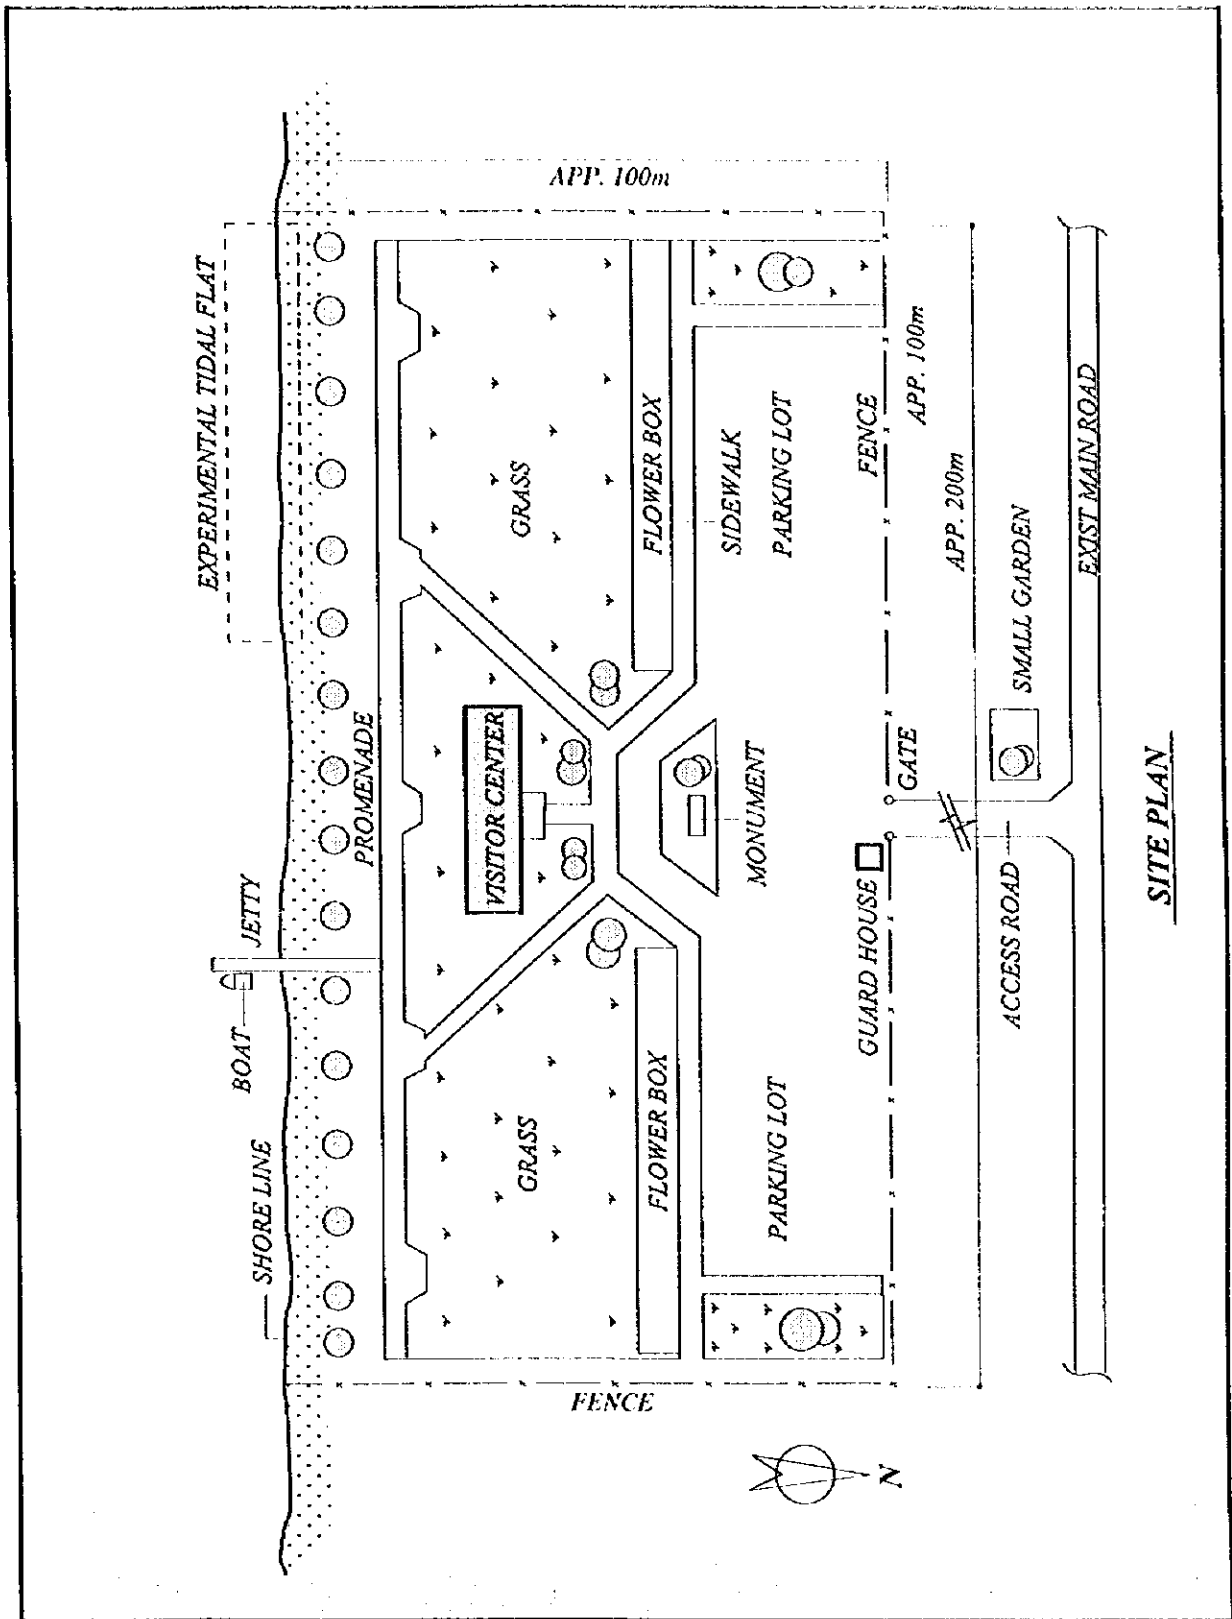 APP. 100m
EXPERIMENTAL TIDAL FLAT
GRASS
FLOWER BOX
SIDEWALK
PARKING LOT
FENCE
APP. 100m
APP. 200m
EXIST MAIN ROAD
SMALL GARDEN
PROMENADE
VISITOR CENTER
MONUMENT
GATE
GUARD HOUSE
ACCESS ROAD
JETTY
BOAT
SHORE LINE
GRASS
FLOWER BOX
PARKING LOT
FENCE
N
SITE PLAN